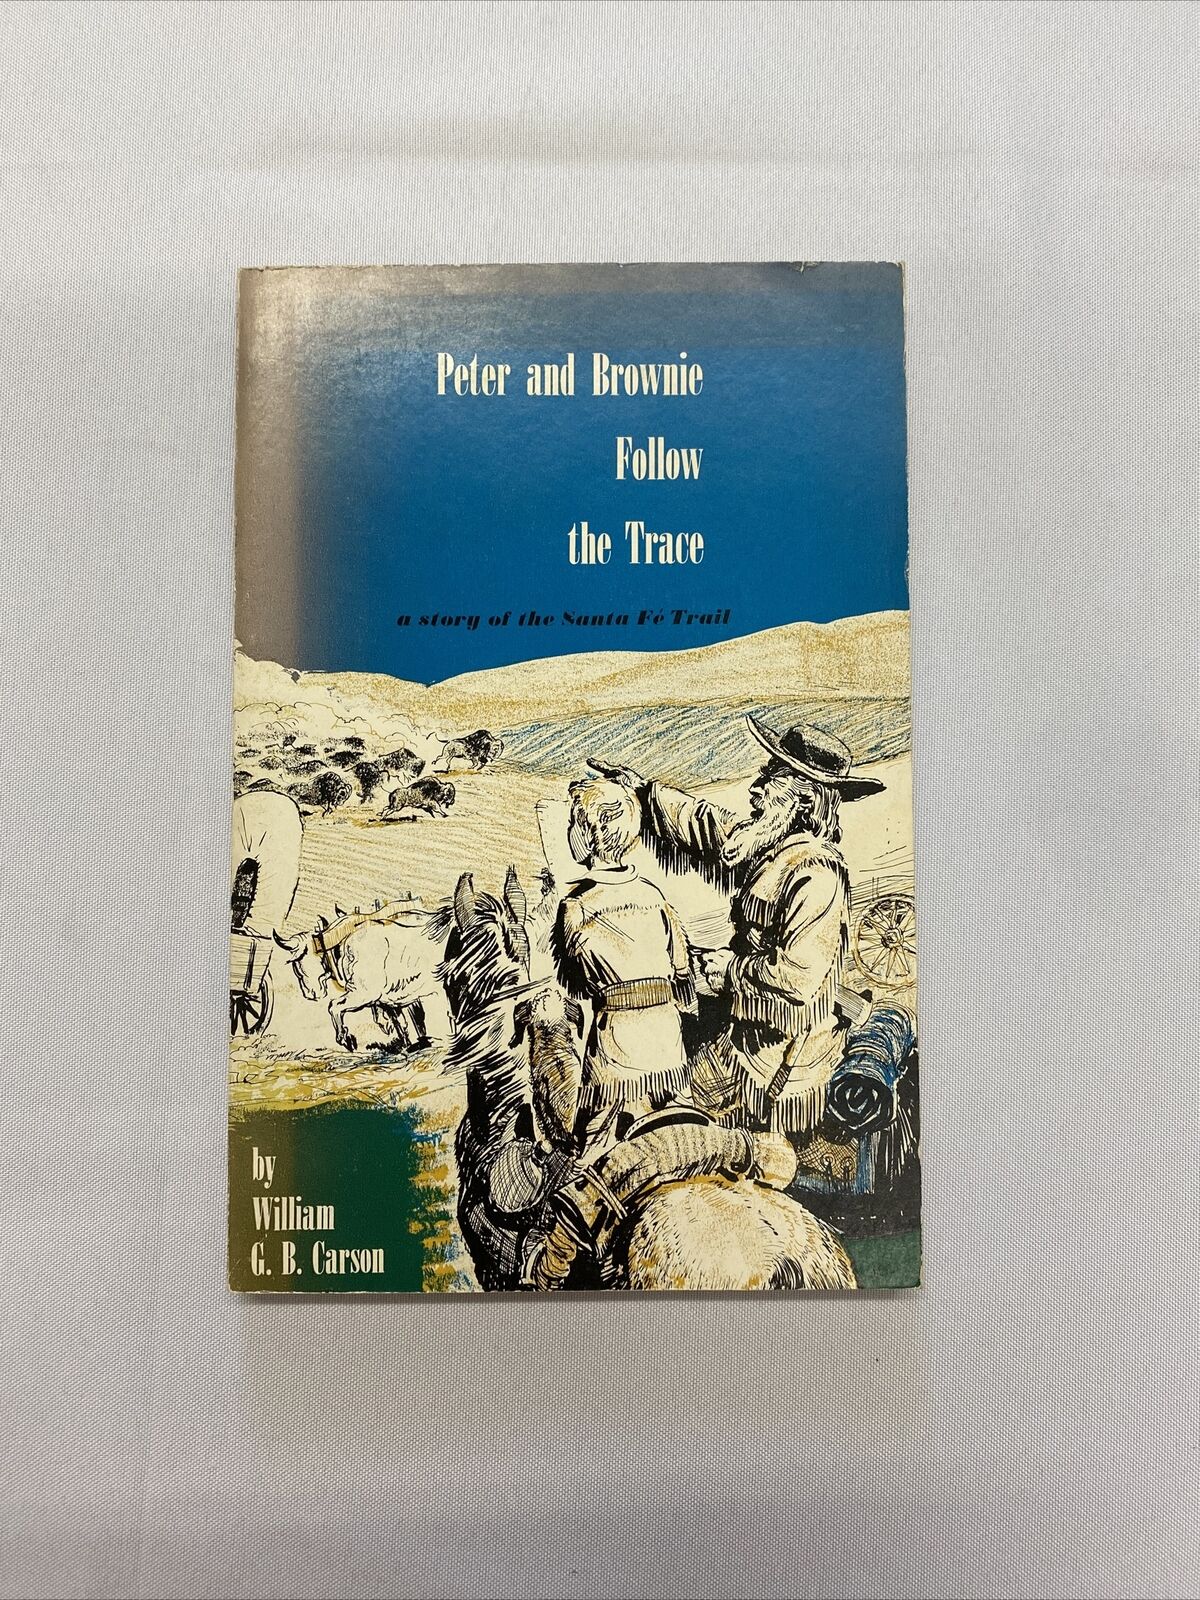 Peter and Brownie
Follow
the Trace
a story of the Santa Fé Trail
by
William
G. B. Carson